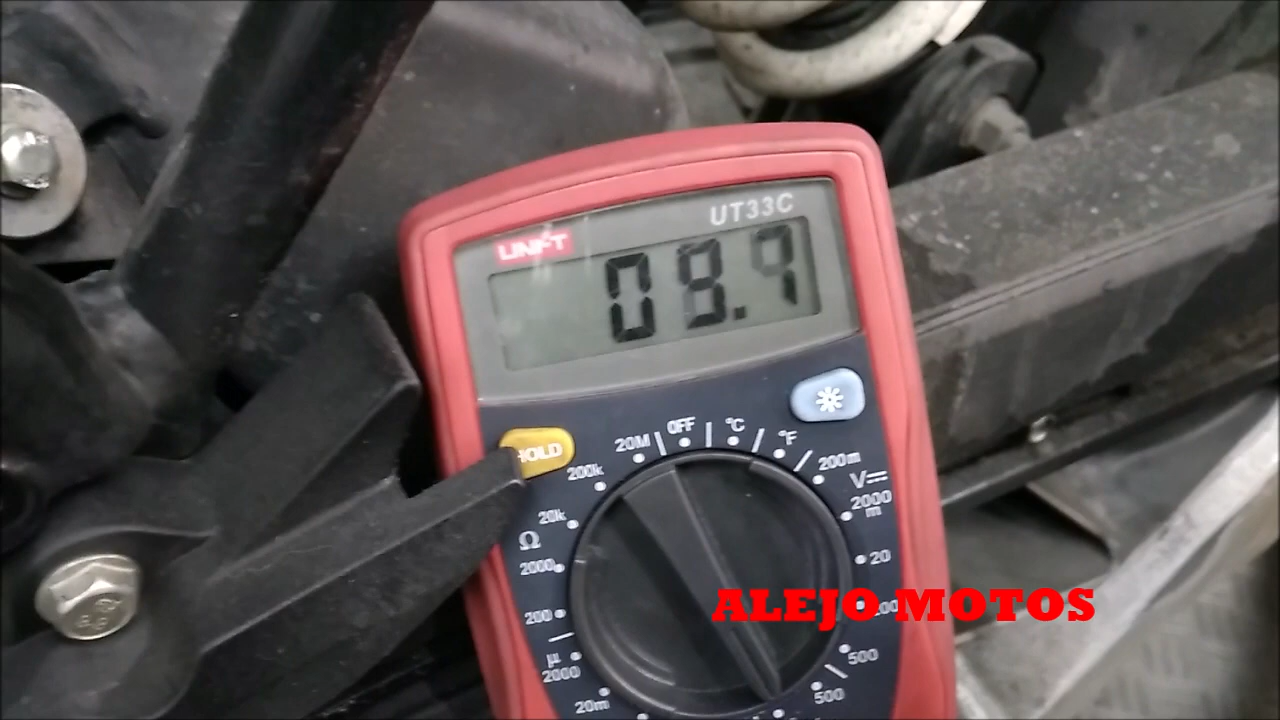 UNI-T
UT33C
08.9
HOLD
OFF
°C
°F
20M
200k
20k
Ω
2000
200
μ
2000
20m
200m
V
2000
m
20
500
500
ALEJO MOTOS